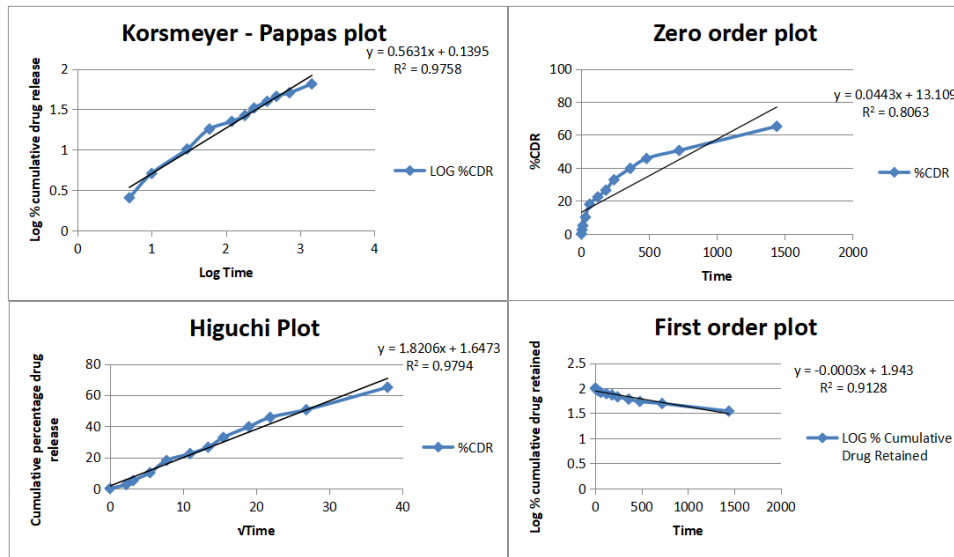 Korsmeyer - Pappas plot
y = 0.5631x + 0.1395
R² = 0.9758
Log % cumulative drug release
2
1.5
1
0.5
0
0 1 2 3 4
Log Time
LOG %CDR
Zero order plot
y = 0.0443x + 13.109
R² = 0.8063
%CDR
100
80
60
40
20
0
0 500 1000 1500 2000
Time
%CDR
Higuchi Plot
y = 1.8206x + 1.6473
R² = 0.9794
Cumulative percentage drug
release
80
60
40
20
0
0 10 20 30 40
√Time
%CDR
First order plot
y = -0.0003x + 1.943
R² = 0.9128
Log % cumulative drug retained
2.5
2
1.5
1
0.5
0
0 500 1000 1500 2000
Time
LOG % Cumulative
Drug Retained